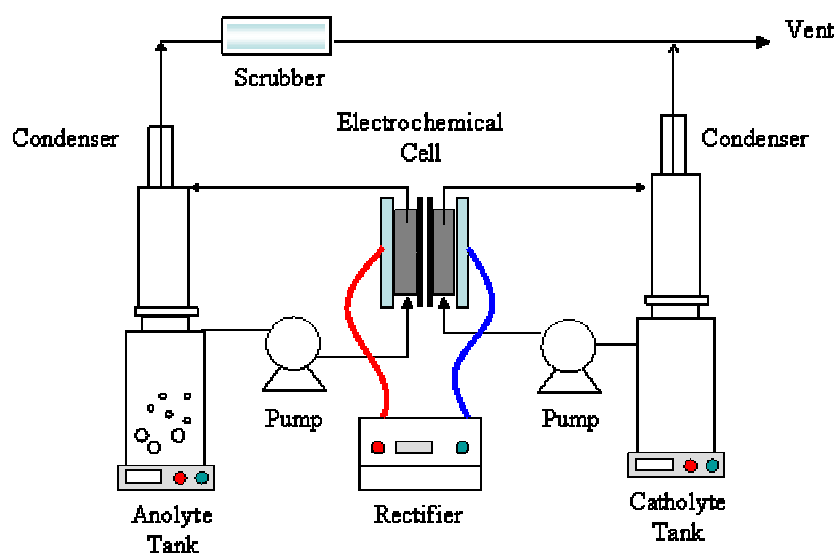 Vent
Scrubber
Condenser
Electrochemical
Cell
Condenser
Pump
Pump
Anolyte
Tank
Rectifier
Catholyte
Tank